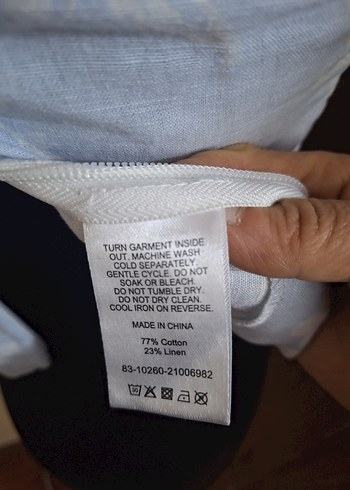 TURN GARMENT INSIDE
OUT. MACHINE WASH
COLD SEPARATELY.
GENTLE CYCLE. DO NOT
SOAK OR BLEACH.
DO NOT TUMBLE DRY.
DO NOT DRY CLEAN.
COOL IRON ON REVERSE.
MADE IN CHINA
77% Cotton
23% Linen
83-10260-21006982
30